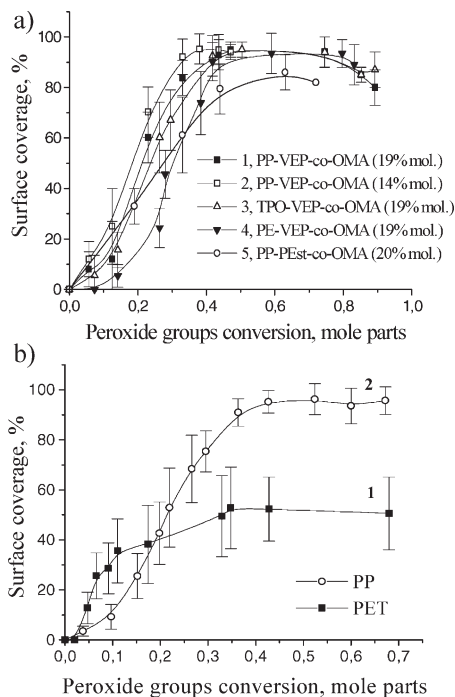 a)
Surface coverage, %
100
80
60
40
20
0
1, PP-VEP-co-OMA (19% mol.)
2, PP-VEP-co-OMA (14% mol.)
3, TPO-VEP-co-OMA (19% mol.)
4, PE-VEP-co-OMA (19% mol.)
5, PP-PEst-co-OMA (20% mol.)
0,0 0,2 0,4 0,6 0,8 1,0
Peroxide groups conversion, mole parts
b)
Surface coverage, %
100
80
60
40
20
0
2
1
PP
PET
0,0 0,1 0,2 0,3 0,4 0,5 0,6 0,7
Peroxide groups conversion, mole parts